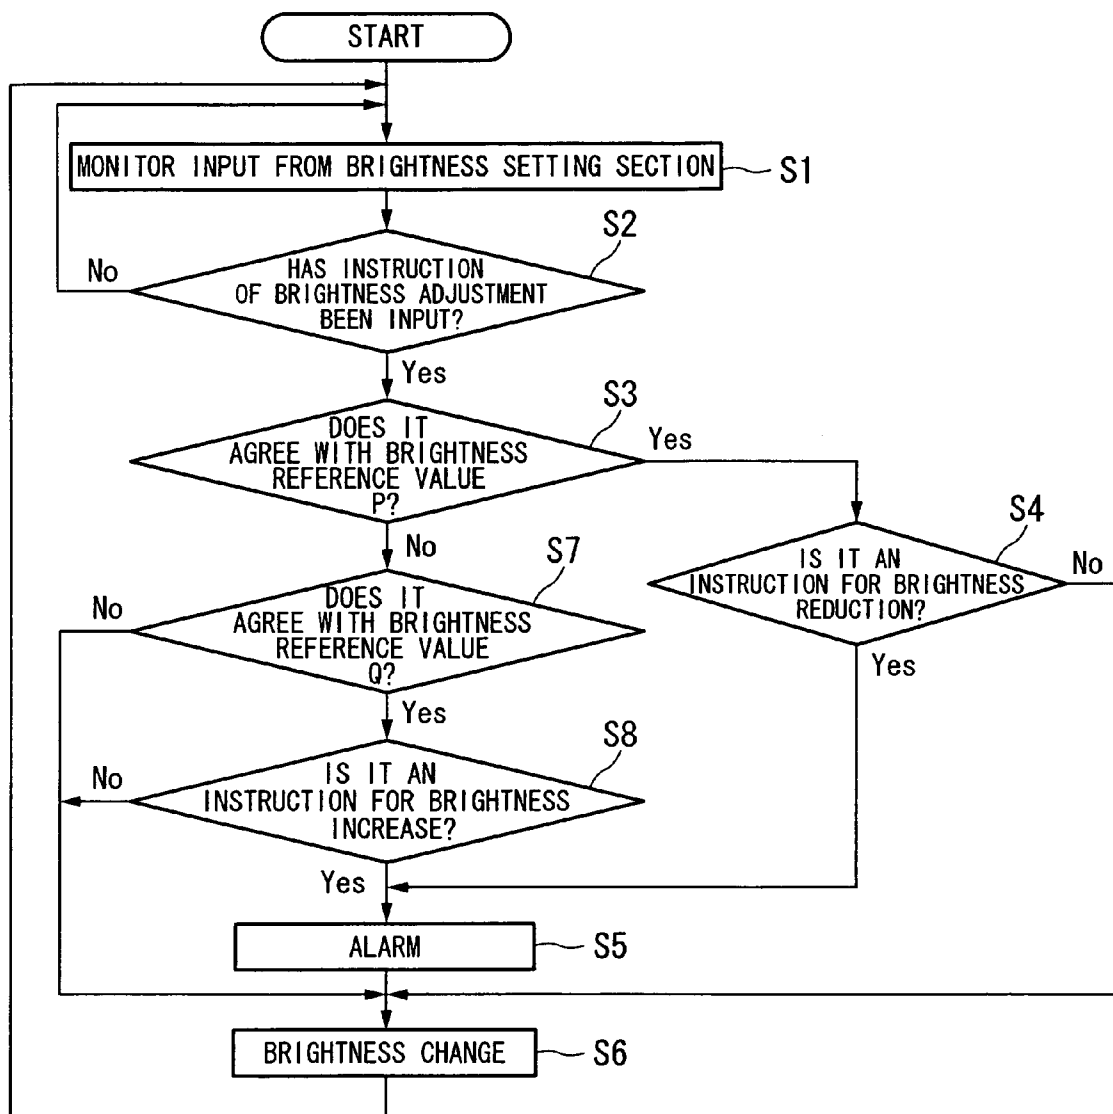 START
MONITOR INPUT FROM BRIGHTNESS SETTING SECTION
S1
S2
HAS INSTRUCTION
OF BRIGHTNESS ADJUSTMENT
BEEN INPUT?
No
Yes
S3
DOES IT
AGREE WITH BRIGHTNESS
REFERENCE VALUE
P?
Yes
No
S4
IS IT AN
INSTRUCTION FOR BRIGHTNESS
REDUCTION?
No
Yes
S7
DOES IT
AGREE WITH BRIGHTNESS
REFERENCE VALUE
Q?
No
Yes
S8
IS IT AN
INSTRUCTION FOR BRIGHTNESS
INCREASE?
No
Yes
ALARM
S5
BRIGHTNESS CHANGE
S6